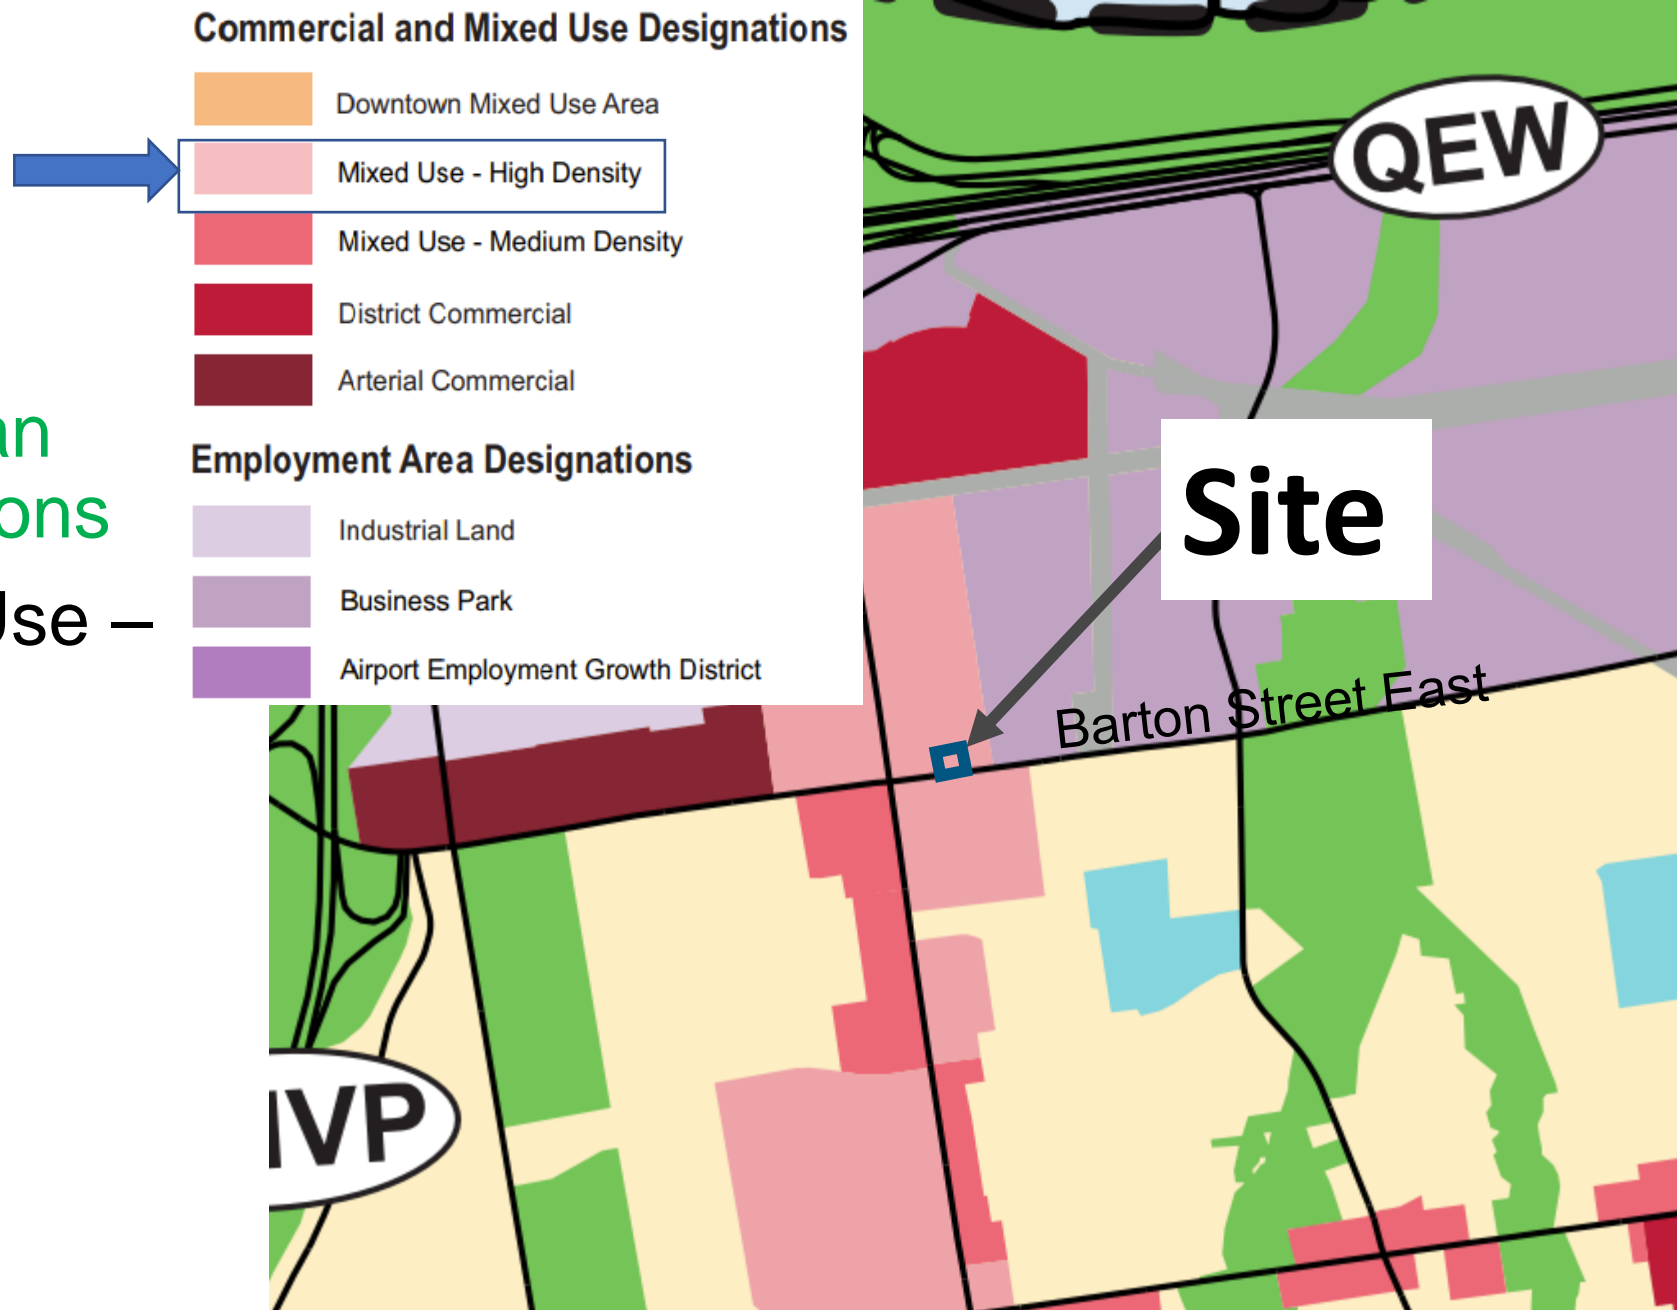 Commercial and Mixed Use Designations
Downtown Mixed Use Area
Mixed Use - High Density
Mixed Use - Medium Density
District Commercial
Arterial Commercial
an
Employment Area Designations
ons
Industrial Land
Business Park
Use –
Airport Employment Growth District
QEW
Site
Barton Street East
VP